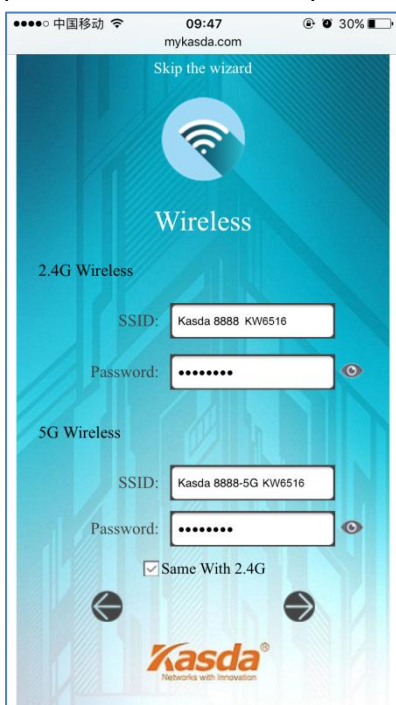 中国移动 09:47 30%
mykasda.com
Skip the wizard
Wireless
2.4G Wireless
SSID: Kasda 8888 KW6516
Password: ••••••••
5G Wireless
SSID: Kasda 8888-5G KW6516
Password: ••••••••
Same With 2.4G
Kasda®
Networks with Innovation